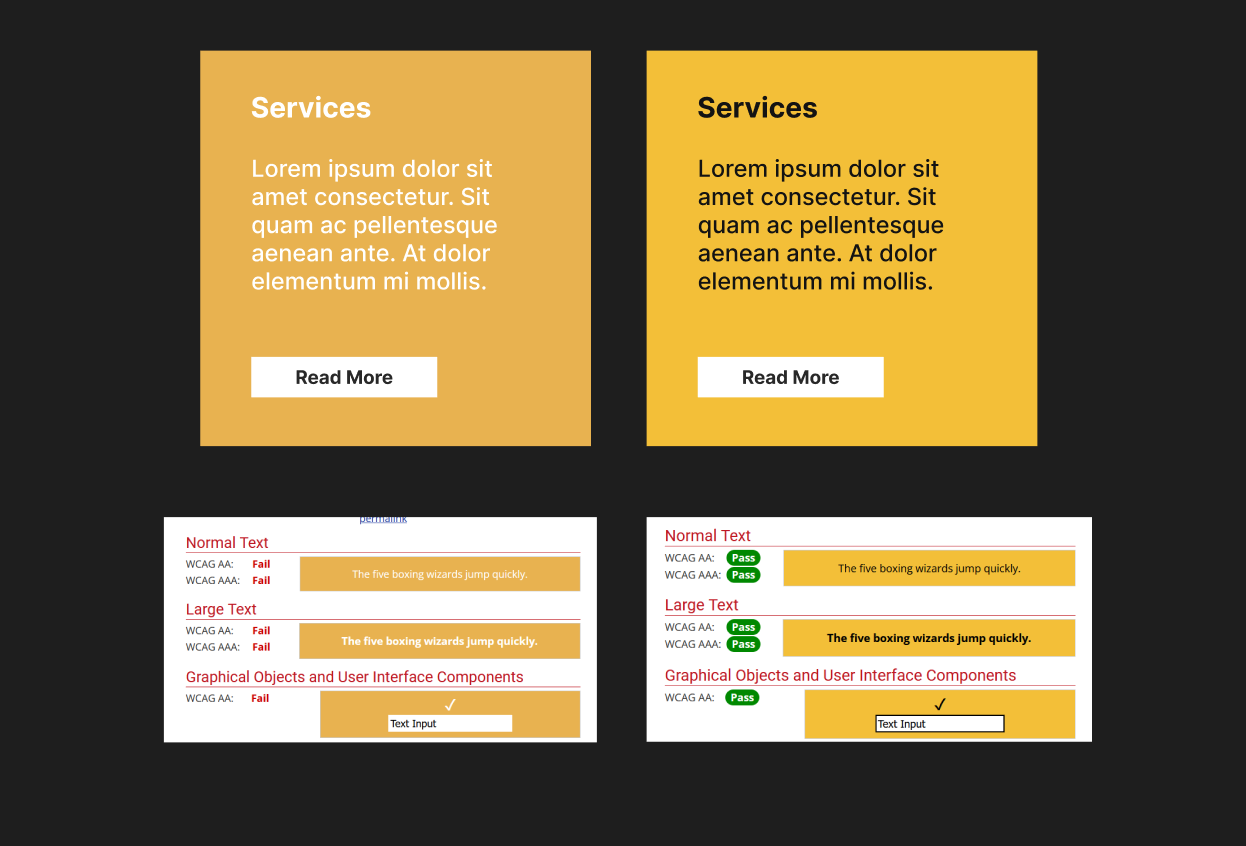 Services
Lorem ipsum dolor sit
amet consectetur. Sit
quam ac pellentesque
aenean ante. At dolor
elementum mi mollis.
Read More
Services
Lorem ipsum dolor sit
amet consectetur. Sit
quam ac pellentesque
aenean ante. At dolor
elementum mi mollis.
Read More
permalink
Normal Text
WCAG AA: Fail
WCAG AAA: Fail
The five boxing wizards jump quickly.
Large Text
WCAG AA: Fail
WCAG AAA: Fail
The five boxing wizards jump quickly.
Graphical Objects and User Interface Components
WCAG AA: Fail
✓
Text Input
Normal Text
WCAG AA: Pass
WCAG AAA: Pass
The five boxing wizards jump quickly.
Large Text
WCAG AA: Pass
WCAG AAA: Pass
The five boxing wizards jump quickly.
Graphical Objects and User Interface Components
WCAG AA: Pass
✓
Text Input